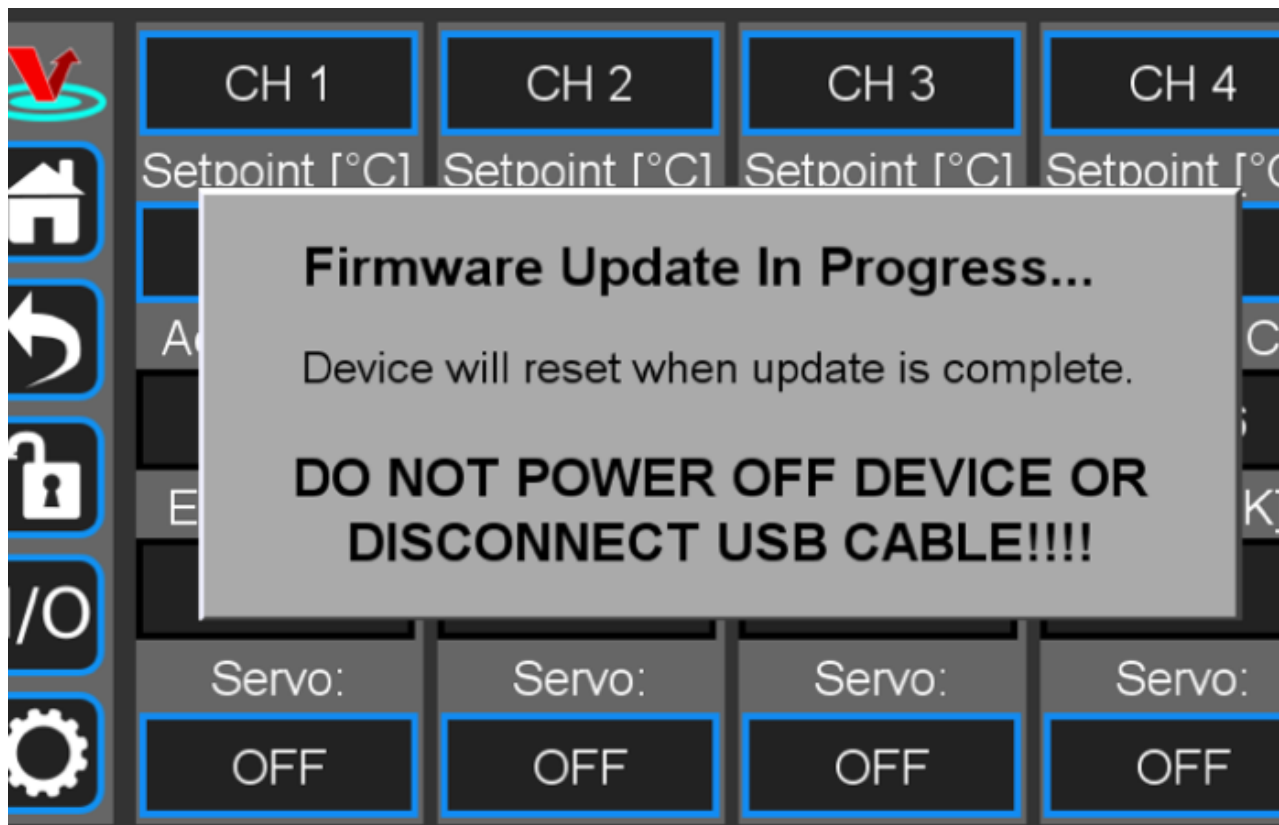 CH 1 CH 2 CH 3 CH 4
Setpoint [°C] Setpoint [°C] Setpoint [°C] Setpoint [°C
Firmware Update In Progress...
Device will reset when update is complete.
DO NOT POWER OFF DEVICE OR
DISCONNECT USB CABLE!!!!
I/O
Servo: Servo: Servo: Servo:
OFF OFF OFF OFF